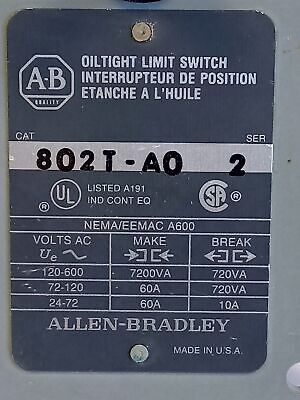 A-B
QUALITY
OILTIGHT LIMIT SWITCH
INTERRUPTEUR DE POSITION
ETANCHE A L'HUILE
CAT SER
802T-AO 2
UL ® LISTED A191
IND CONT EQ
SA ®
NEMA/EEMAC A600
VOLTS AC MAKE BREAK
Ue ~
120-600 7200VA 720VA
72-120 60A 720VA
24-72 60A 10A
ALLEN-BRADLEY
MADE IN U.S.A.